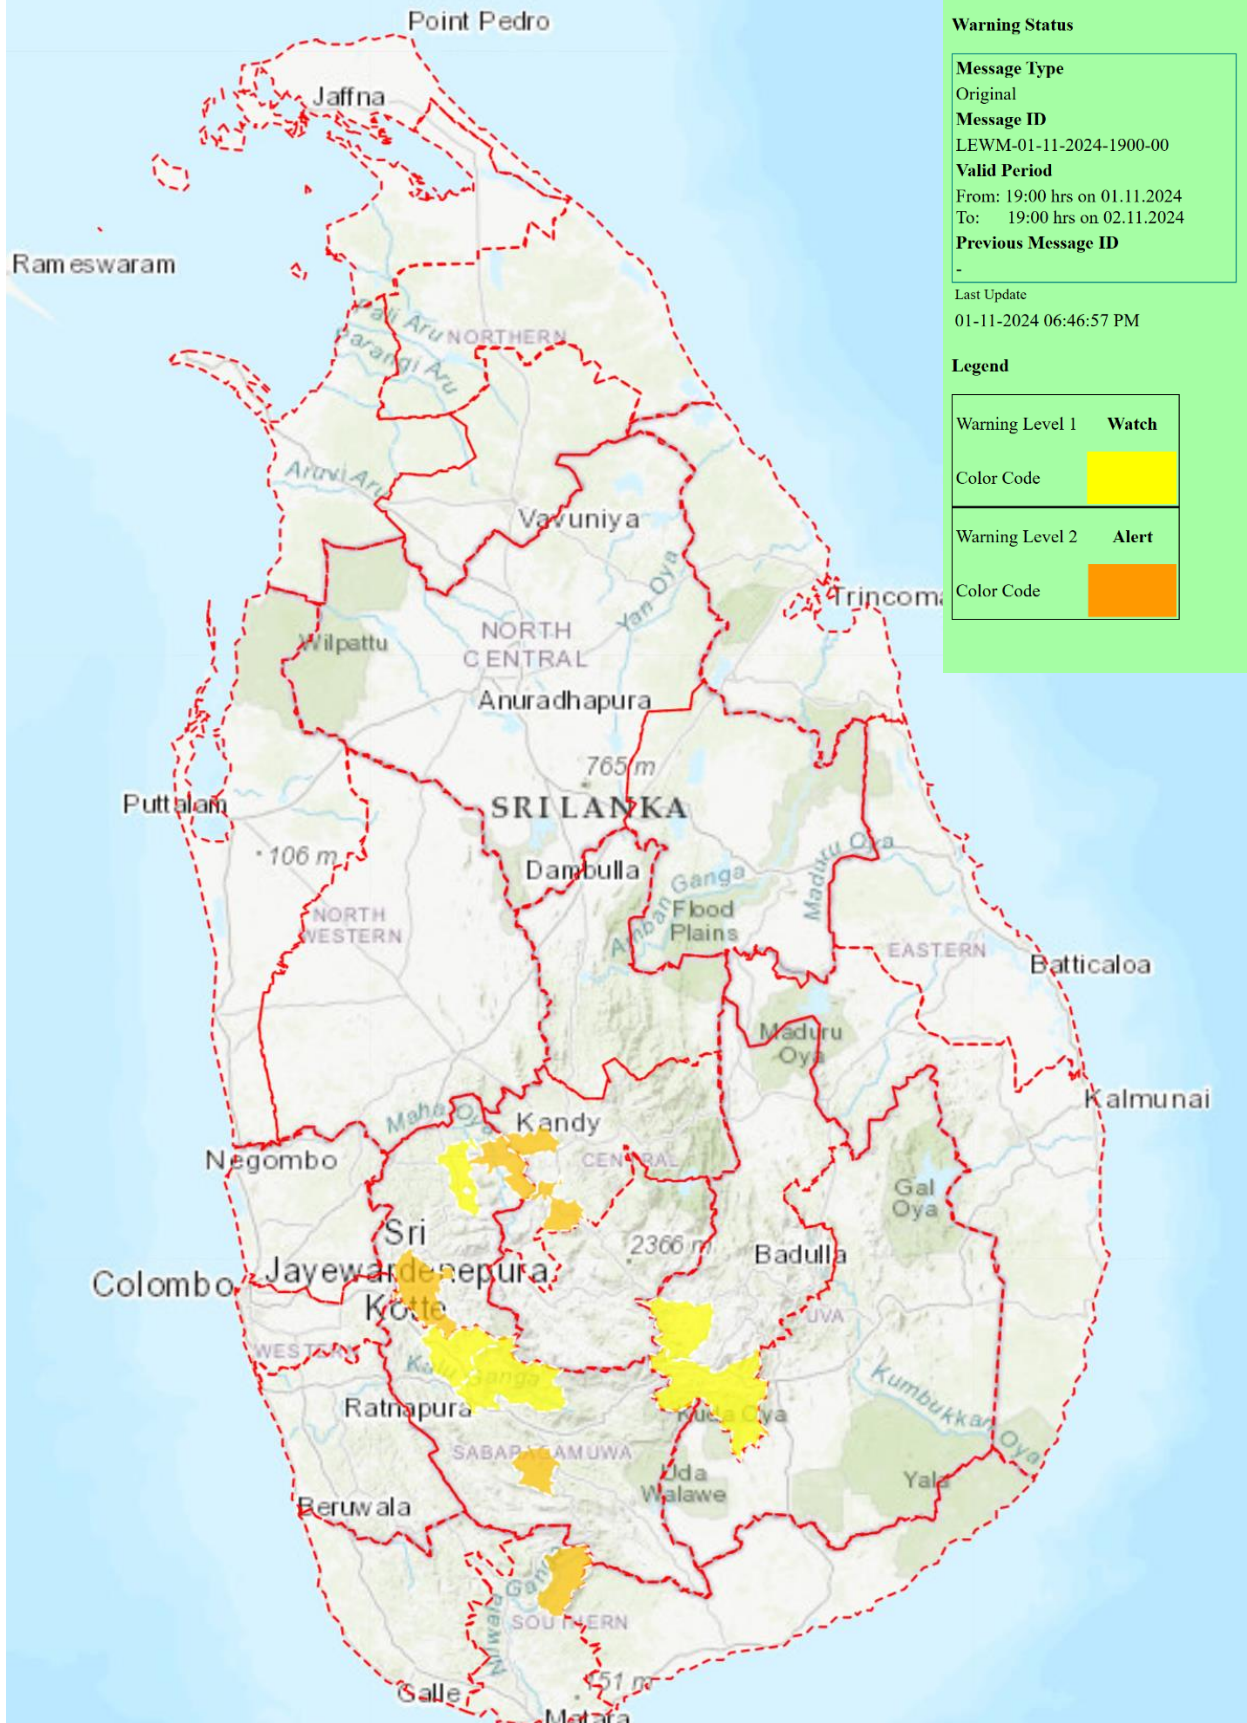 Point Pedro
Jaffna
Rameswaram
Pali Aru
NORTHERN
Parangi Aru
Aruvi Aru
Vavuniya
Yan Oya
Trincoma
Wilpattu
NORTH
CENTRAL
Anuradhapura
765 m
Puttalam
SRI LANKA
106 m
Dambulla
Maduru Oya
Amban Ganga
Flood
Plains
NORTH
WESTERN
EASTERN
Batticaloa
Maduru
Oya
Maha Oya
Kandy
Kalmunai
Negombo
CENTRAL
Gal
Oya
Sri
Jayewardenepura
Kotte
2366 m
Badulla
Colombo
UVA
WESTERN
Kalu Ganga
Kumbukkan Oya
Ratnapura
Kuda Oya
SABARAGAMUWA
Uda
Walawe
Yala
Beruwala
Nilwala Ganga
SOUTHERN
151 m
Galle
Matara
Warning Status
Message Type
Original
Message ID
LEWM-01-11-2024-1900-00
Valid Period
From: 19:00 hrs on 01.11.2024
To: 19:00 hrs on 02.11.2024
Previous Message ID
-
Last Update
01-11-2024 06:46:57 PM
Legend
Warning Level 1 Watch
Color Code
Warning Level 2 Alert
Color Code